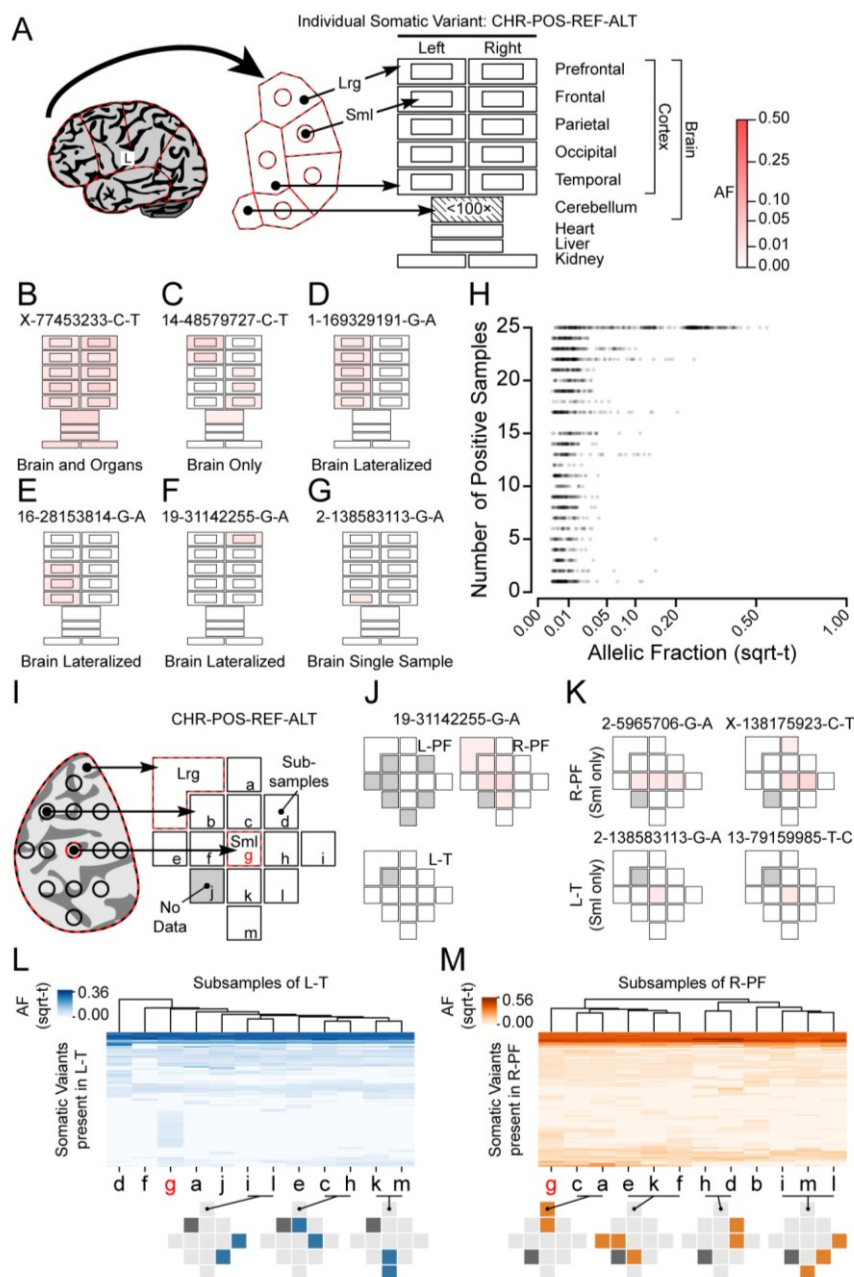 A
Individual Somatic Variant: CHR-POS-REF-ALT
Left Right
Lrg
Sml
L
Prefrontal
Frontal
Parietal
Occipital
Temporal
Cortex
Brain
<100×
Cerebellum
Heart
Liver
Kidney
AF
0.50
0.25
0.10
0.05
0.01
0.00
B
X-77453233-C-T
Brain and Organs
C
14-48579727-C-T
Brain Only
D
1-169329191-G-A
Brain Lateralized
E
16-28153814-G-A
Brain Lateralized
F
19-31142255-G-A
Brain Lateralized
G
2-138583113-G-A
Brain Single Sample
H
Number of Positive Samples
25
20
15
10
5
0
0.00 0.01 0.05 0.10 0.20 0.50 1.00
Allelic Fraction (sqrt-t)
I
CHR-POS-REF-ALT
Lrg
Sub-
samples
a
b c d
Sml
e f g h i
j k l
m
No
Data
J
19-31142255-G-A
L-PF R-PF
L-T
K
2-5965706-G-A X-138175923-C-T
R-PF
(Sml only)
2-138583113-G-A 13-79159985-T-C
L-T
(Sml only)
L
AF
(sqrt-t)
0.36
0.00
Subsamples of L-T
Somatic Vaiants
present in L-T
d f g a j i l e c h k m
M
AF
(sqrt-t)
0.56
0.00
Subsamples of R-PF
Somatic Variants
present in R-PF
g c a e k f h d b i m l